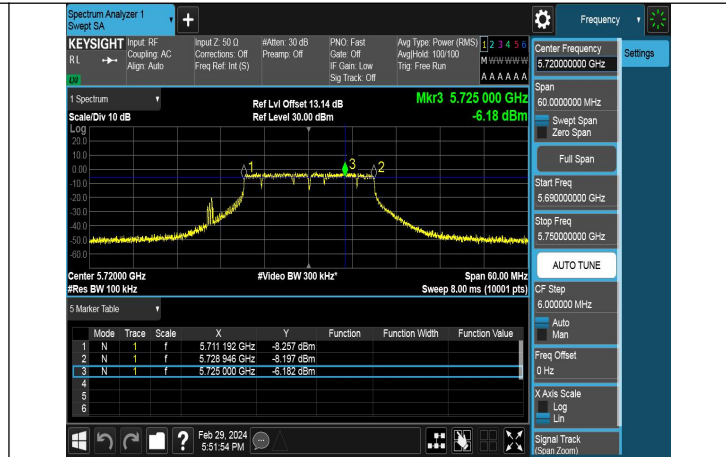 Spectrum Analyzer 1
Swept SA
+
Frequency
KEYSIGHT
RL
LXI
Input: RF
Coupling: AC
Align: Auto
Input Z: 50 Ω
Corrections: Off
Freq Ref: Int (S)
#Atten: 30 dB
Preamp: Off
PNO: Fast
Gate: Off
IF Gain: Low
Sig Track: Off
Avg Type: Power (RMS)
Avg|Hold: 100/100
Trig: Free Run
1 2 3 4 5 6
M W W W W W
A A A A A A
1 Spectrum
Scale/Div 10 dB
Ref Lvl Offset 13.14 dB
Ref Level 30.00 dBm
Mkr3 5.725 000 GHz
-6.18 dBm
Log
20.0
10.0
0.00
-10.0
-20.0
-30.0
-40.0
-50.0
-60.0
1
3
2
Center 5.72000 GHz
#Res BW 100 kHz
#Video BW 300 kHz*
Span 60.00 MHz
Sweep 8.00 ms (10001 pts)
5 Marker Table
Mode Trace Scale X Y Function Function Width Function Value
1 N 1 f 5.711 192 GHz -8.257 dBm
2 N 1 f 5.728 946 GHz -8.197 dBm
3 N 1 f 5.725 000 GHz -6.182 dBm
4
5
6
?
Feb 29, 2024
5:51:54 PM
Center Frequency
5.720000000 GHz
Settings
Span
60.0000000 MHz
Swept Span
Zero Span
Full Span
Start Freq
5.690000000 GHz
Stop Freq
5.750000000 GHz
AUTO TUNE
CF Step
6.000000 MHz
Auto
Man
Freq Offset
0 Hz
X Axis Scale
Log
Lin
Signal Track
(Span Zoom)